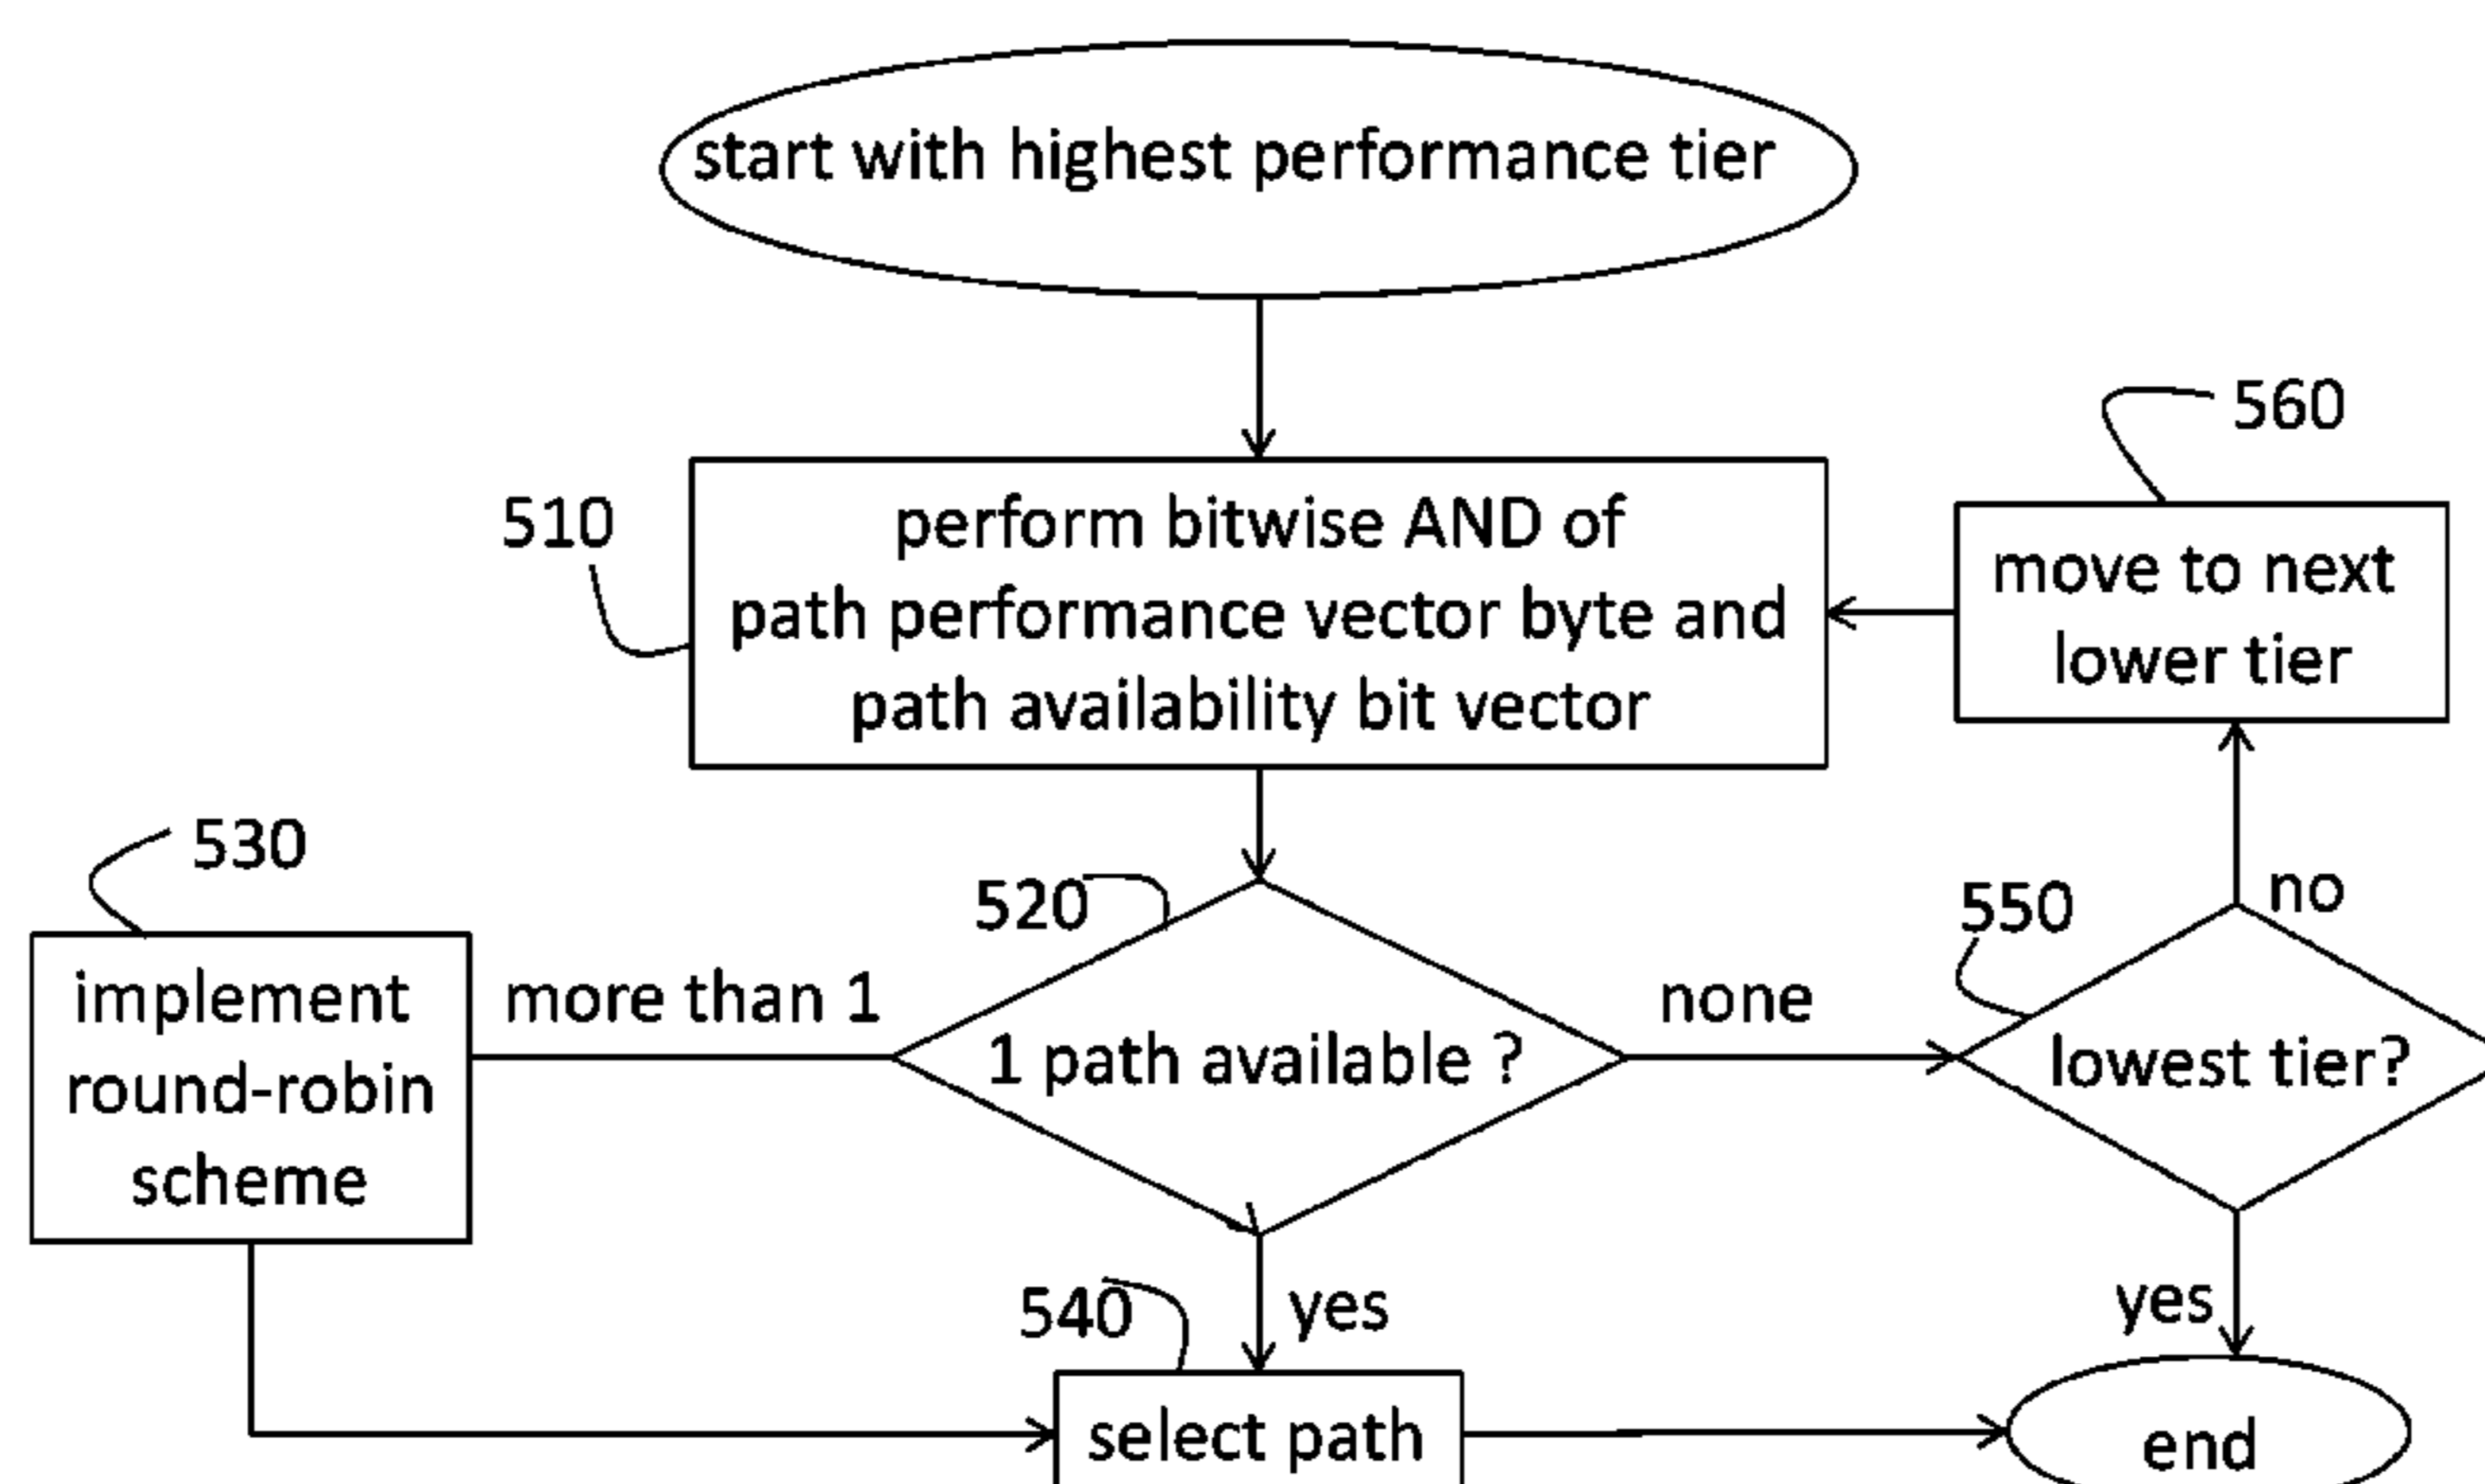 start with highest performance tier
560
510
perform bitwise AND of
path performance vector byte and
path availability bit vector
move to next
lower tier
530
520
550
no
implement
round-robin
scheme
more than 1
1 path available ?
none
lowest tier?
540
yes
yes
select path
end